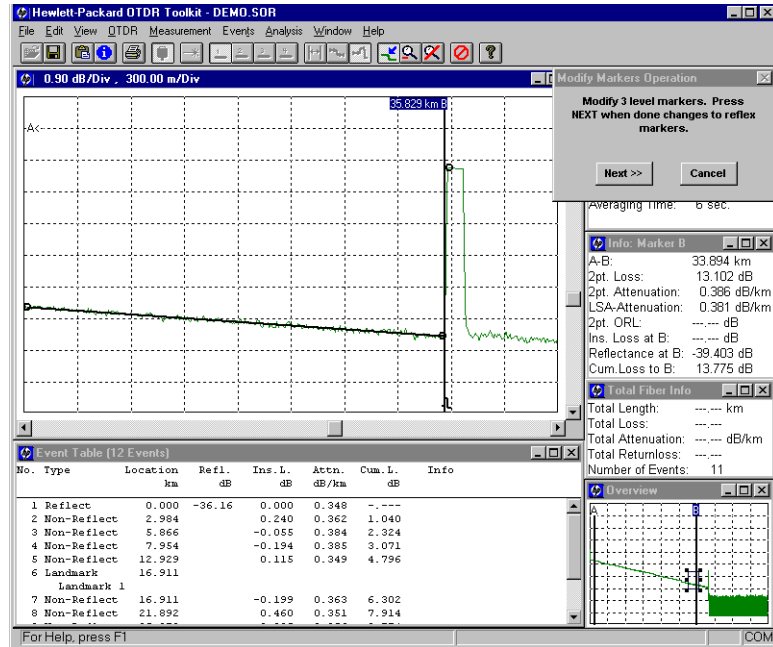 Hewlett-Packard OTDR Toolkit - DEMO.SOR
File Edit View OTDR Measurement Events Analysis Window Help
0.90 dB/Div , 300.00 m/Div
35.829 km B
-A<
Modify Markers Operation
Modify 3 level markers. Press
NEXT when done changes to reflex
markers.
Next >> Cancel
Averaging Time: 6 sec.
Info: Marker B
A-B: 33.894 km
2pt. Loss: 13.102 dB
2pt. Attenuation: 0.386 dB/km
LSA-Attenuation: 0.381 dB/km
2pt. ORL: ---.--- dB
Ins. Loss at B: ---.--- dB
Reflectance at B: -39.403 dB
Cum.Loss to B: 13.775 dB
Total Fiber Info
Total Length: ---.--- km
Total Loss: ---.---
Total Attenuation: ---.--- dB/km
Total Returnloss: ---.---
Number of Events: 11
Event Table (12 Events)
No. Type Location Refl. Ins.L. Attn. Cum.L. Info
km dB dB dB/km dB
1 Reflect 0.000 -36.16 0.000 0.348 -.---
2 Non-Reflect 2.984 0.240 0.362 1.040
3 Non-Reflect 5.866 -0.055 0.384 2.324
4 Non-Reflect 7.954 -0.194 0.385 3.071
5 Non-Reflect 12.929 0.115 0.349 4.796
6 Landmark 16.911
Landmark 1
7 Non-Reflect 16.911 -0.199 0.363 6.302
8 Non-Reflect 21.892 0.460 0.351 7.914
Overview
A B
For Help, press F1
COM